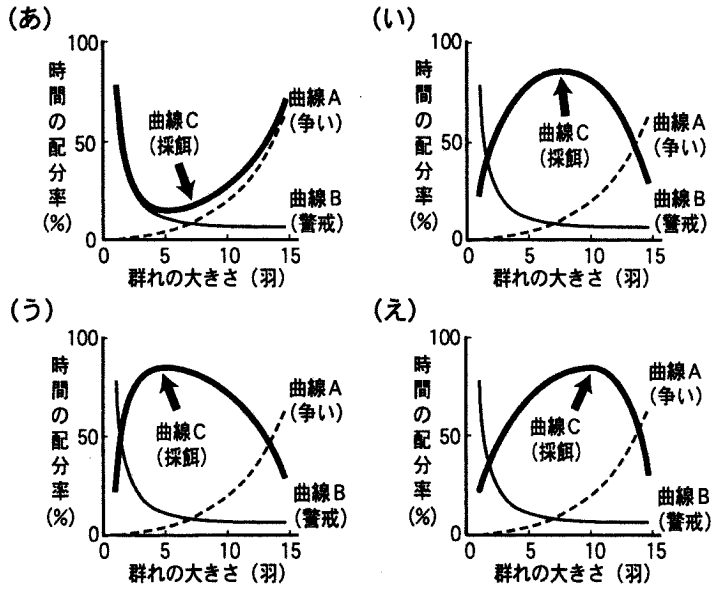 (あ)
100
50
0
時間の配分率(%)
曲線C
(採餌)
曲線A
(争い)
曲線B
(警戒)
0 5 10 15
群れの大きさ(羽)
(い)
100
50
0
時間の配分率(%)
曲線C
(採餌)
曲線A
(争い)
曲線B
(警戒)
0 5 10 15
群れの大きさ(羽)
(う)
100
50
0
時間の配分率(%)
曲線C
(採餌)
曲線A
(争い)
曲線B
(警戒)
0 5 10 15
群れの大きさ(羽)
(え)
100
50
0
時間の配分率(%)
曲線C
(採餌)
曲線A
(争い)
曲線B
(警戒)
0 5 10 15
群れの大きさ(羽)